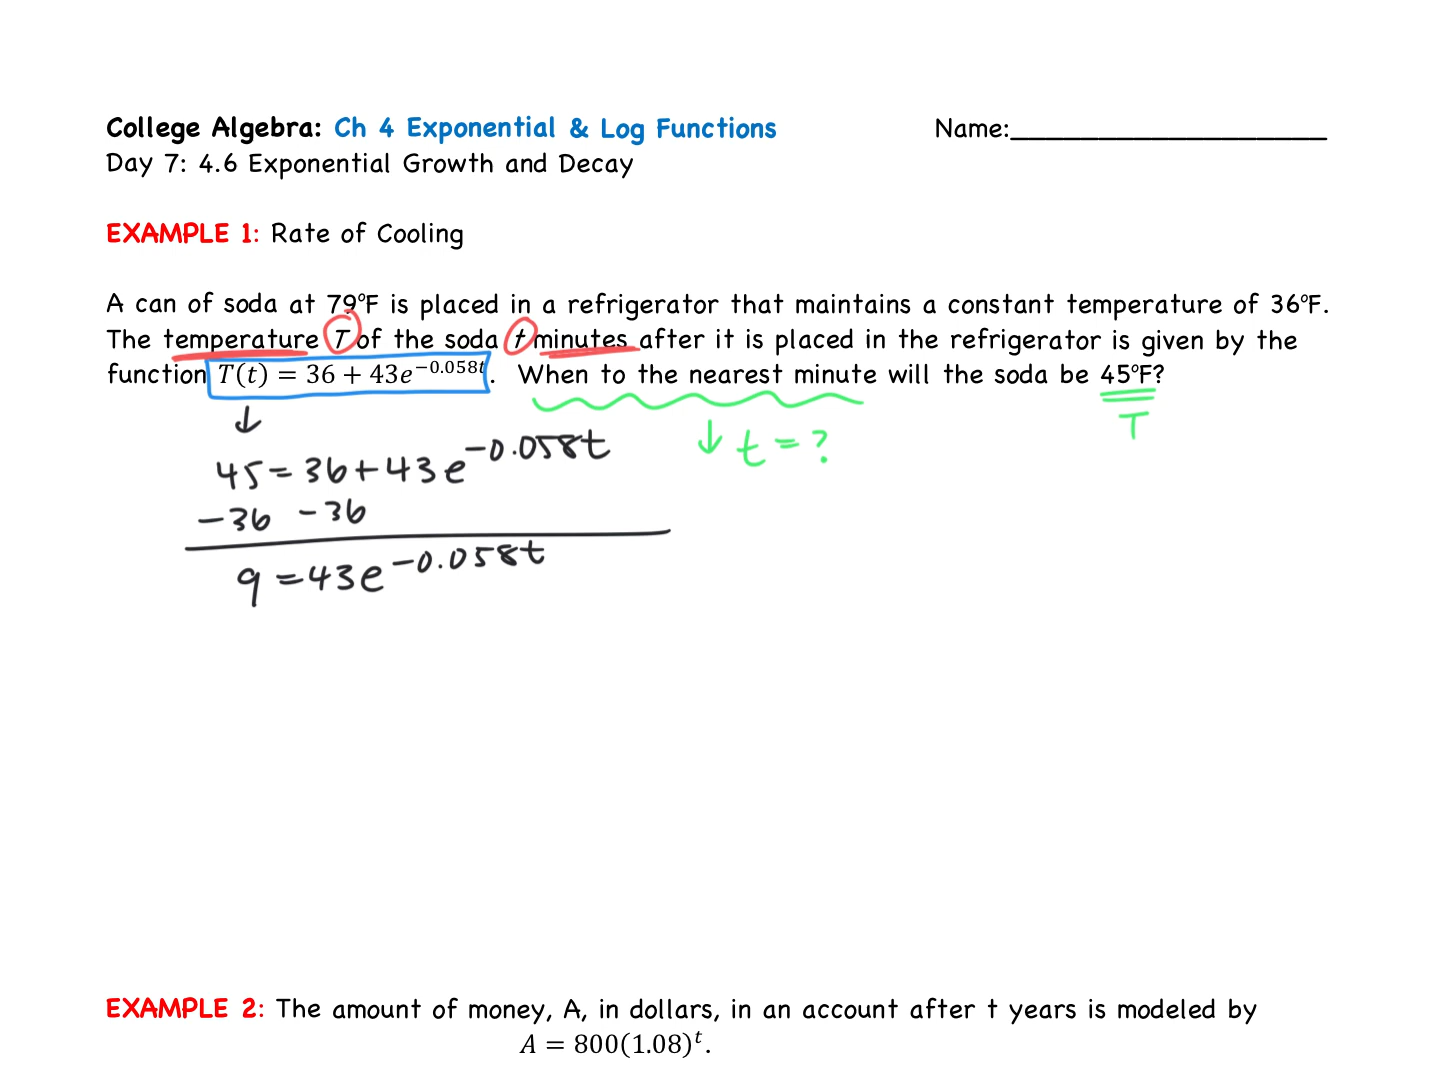 College Algebra: Ch 4 Exponential & Log Functions Name:____________________
Day 7: 4.6 Exponential Growth and Decay
EXAMPLE 1: Rate of Cooling
A can of soda at 79°F is placed in a refrigerator that maintains a constant temperature of 36°F.
The temperature T of the soda t minutes after it is placed in the refrigerator is given by the
function T(t) = 36 + 43e^{-0.058t}. When to the nearest minute will the soda be 45°F?
↓ ↓ t = ? T
45 = 36 + 43e^{-0.058t}
-36 -36
9 = 43e^{-0.058t}
EXAMPLE 2: The amount of money, A, in dollars, in an account after t years is modeled by
A = 800(1.08)^t.